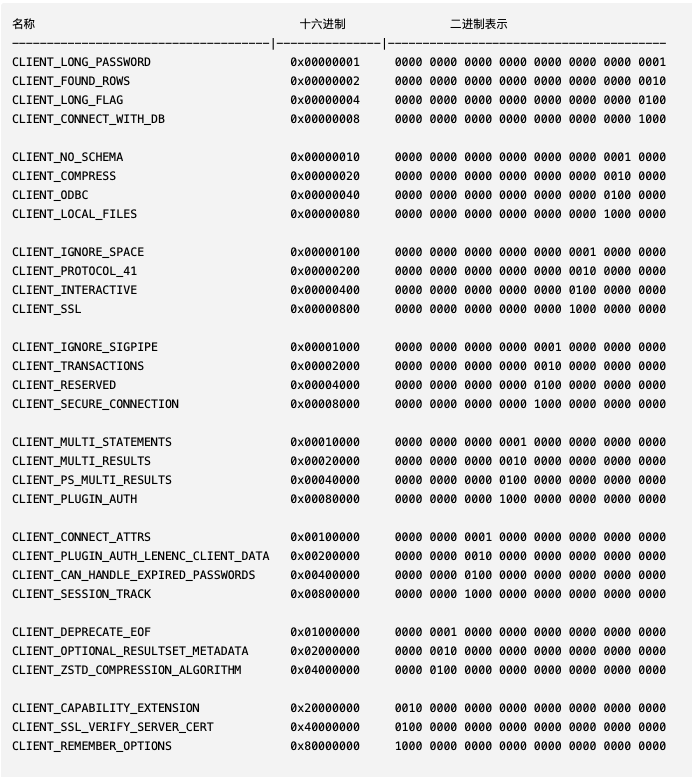 名称 十六进制 二进制表示
-------------------------------------|---------------|----------------------------------------
CLIENT_LONG_PASSWORD 0x00000001 0000 0000 0000 0000 0000 0000 0000 0001
CLIENT_FOUND_ROWS 0x00000002 0000 0000 0000 0000 0000 0000 0000 0010
CLIENT_LONG_FLAG 0x00000004 0000 0000 0000 0000 0000 0000 0000 0100
CLIENT_CONNECT_WITH_DB 0x00000008 0000 0000 0000 0000 0000 0000 0000 1000
CLIENT_NO_SCHEMA 0x00000010 0000 0000 0000 0000 0000 0000 0001 0000
CLIENT_COMPRESS 0x00000020 0000 0000 0000 0000 0000 0000 0010 0000
CLIENT_ODBC 0x00000040 0000 0000 0000 0000 0000 0000 0100 0000
CLIENT_LOCAL_FILES 0x00000080 0000 0000 0000 0000 0000 0000 1000 0000
CLIENT_IGNORE_SPACE 0x00000100 0000 0000 0000 0000 0000 0001 0000 0000
CLIENT_PROTOCOL_41 0x00000200 0000 0000 0000 0000 0000 0010 0000 0000
CLIENT_INTERACTIVE 0x00000400 0000 0000 0000 0000 0000 0100 0000 0000
CLIENT_SSL 0x00000800 0000 0000 0000 0000 0000 1000 0000 0000
CLIENT_IGNORE_SIGPIPE 0x00001000 0000 0000 0000 0000 0001 0000 0000 0000
CLIENT_TRANSACTIONS 0x00002000 0000 0000 0000 0000 0010 0000 0000 0000
CLIENT_RESERVED 0x00004000 0000 0000 0000 0000 0100 0000 0000 0000
CLIENT_SECURE_CONNECTION 0x00008000 0000 0000 0000 0000 1000 0000 0000 0000
CLIENT_MULTI_STATEMENTS 0x00010000 0000 0000 0000 0001 0000 0000 0000 0000
CLIENT_MULTI_RESULTS 0x00020000 0000 0000 0000 0010 0000 0000 0000 0000
CLIENT_PS_MULTI_RESULTS 0x00040000 0000 0000 0000 0100 0000 0000 0000 0000
CLIENT_PLUGIN_AUTH 0x00080000 0000 0000 0000 1000 0000 0000 0000 0000
CLIENT_CONNECT_ATTRS 0x00100000 0000 0000 0001 0000 0000 0000 0000 0000
CLIENT_PLUGIN_AUTH_LENENC_CLIENT_DATA 0x00200000 0000 0000 0010 0000 0000 0000 0000 0000
CLIENT_CAN_HANDLE_EXPIRED_PASSWORDS 0x00400000 0000 0000 0100 0000 0000 0000 0000 0000
CLIENT_SESSION_TRACK 0x00800000 0000 0000 1000 0000 0000 0000 0000 0000
CLIENT_DEPRECATE_EOF 0x01000000 0000 0001 0000 0000 0000 0000 0000 0000
CLIENT_OPTIONAL_RESULTSET_METADATA 0x02000000 0000 0010 0000 0000 0000 0000 0000 0000
CLIENT_ZSTD_COMPRESSION_ALGORITHM 0x04000000 0000 0100 0000 0000 0000 0000 0000 0000
CLIENT_CAPABILITY_EXTENSION 0x20000000 0010 0000 0000 0000 0000 0000 0000 0000
CLIENT_SSL_VERIFY_SERVER_CERT 0x40000000 0100 0000 0000 0000 0000 0000 0000 0000
CLIENT_REMEMBER_OPTIONS 0x80000000 1000 0000 0000 0000 0000 0000 0000 0000